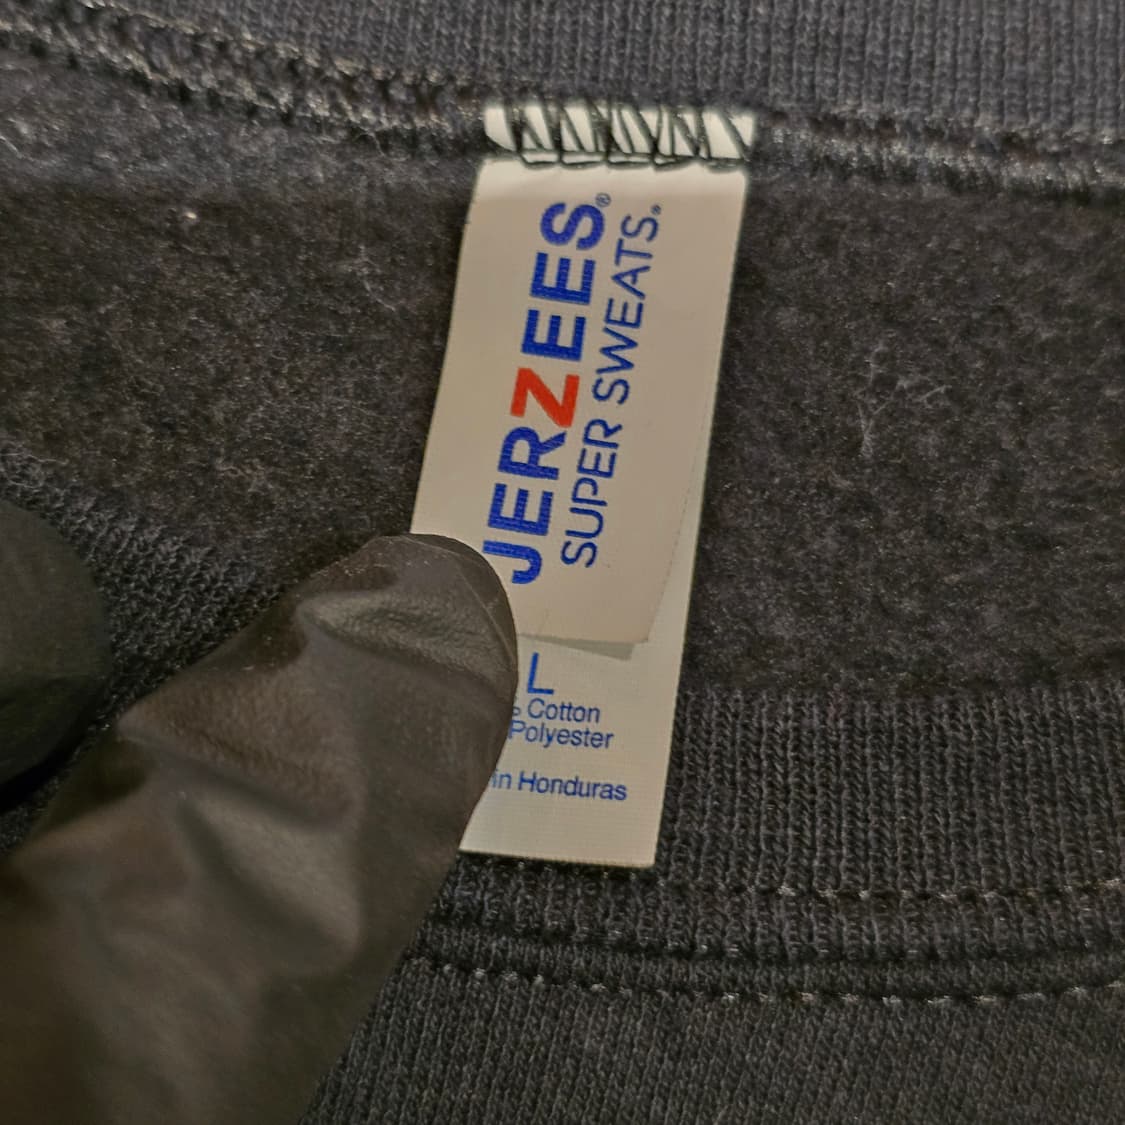 JERZEES®
SUPER SWEATS®
L
Cotton
Polyester
in Honduras